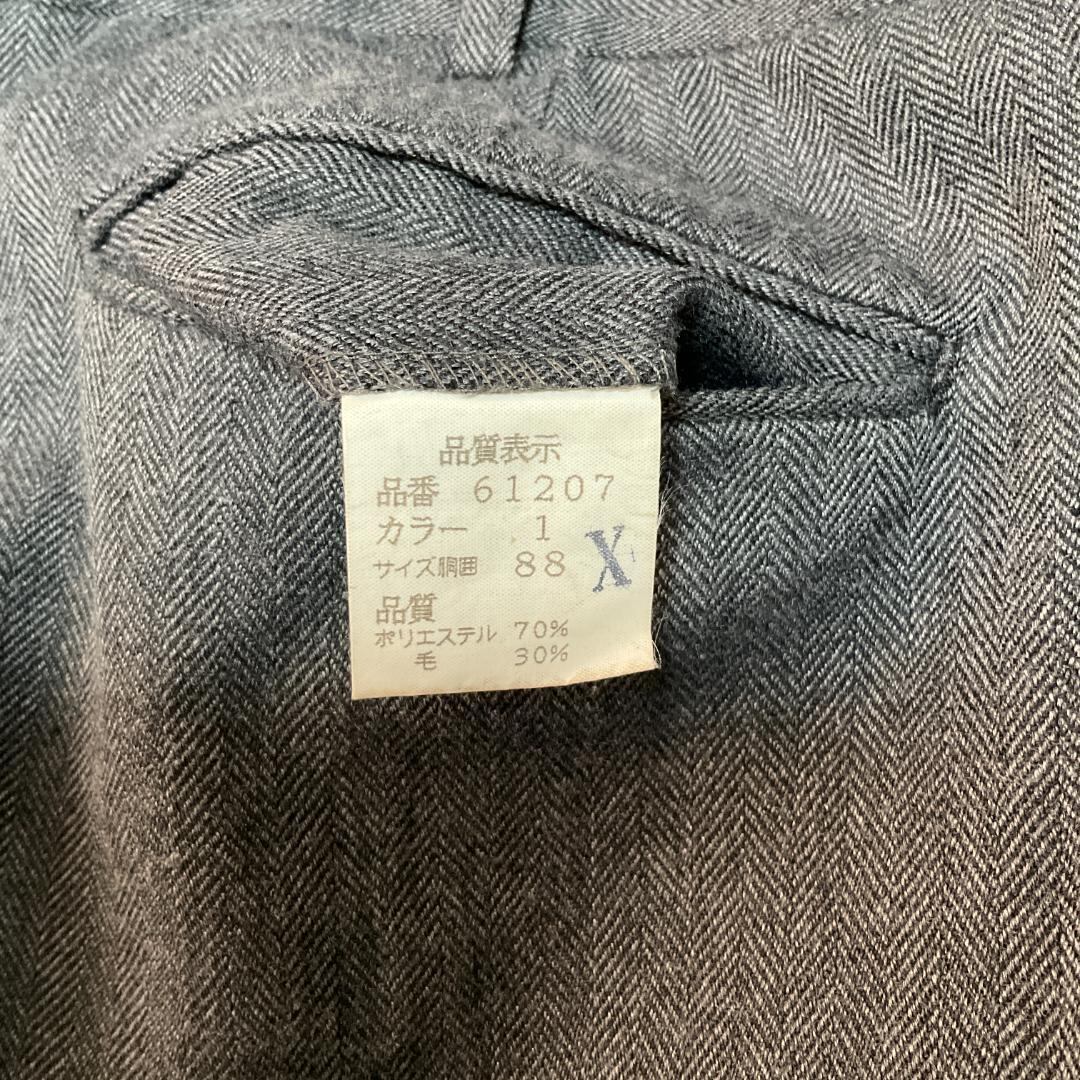 品質表示
品番 61207
カラー 1
サイズ胴囲 88 X
品質
ポリエステル 70%
毛 30%